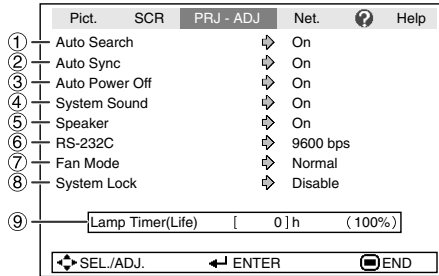 Pict. SCR PRJ - ADJ Net. ? Help
① Auto Search On
② Auto Sync On
③ Auto Power Off On
④ System Sound On
⑤ Speaker On
⑥ RS-232C 9600 bps
⑦ Fan Mode Normal
⑧ System Lock Disable
⑨ Lamp Timer(Life) [ 0 ] h (100%)
SEL./ADJ. ENTER END